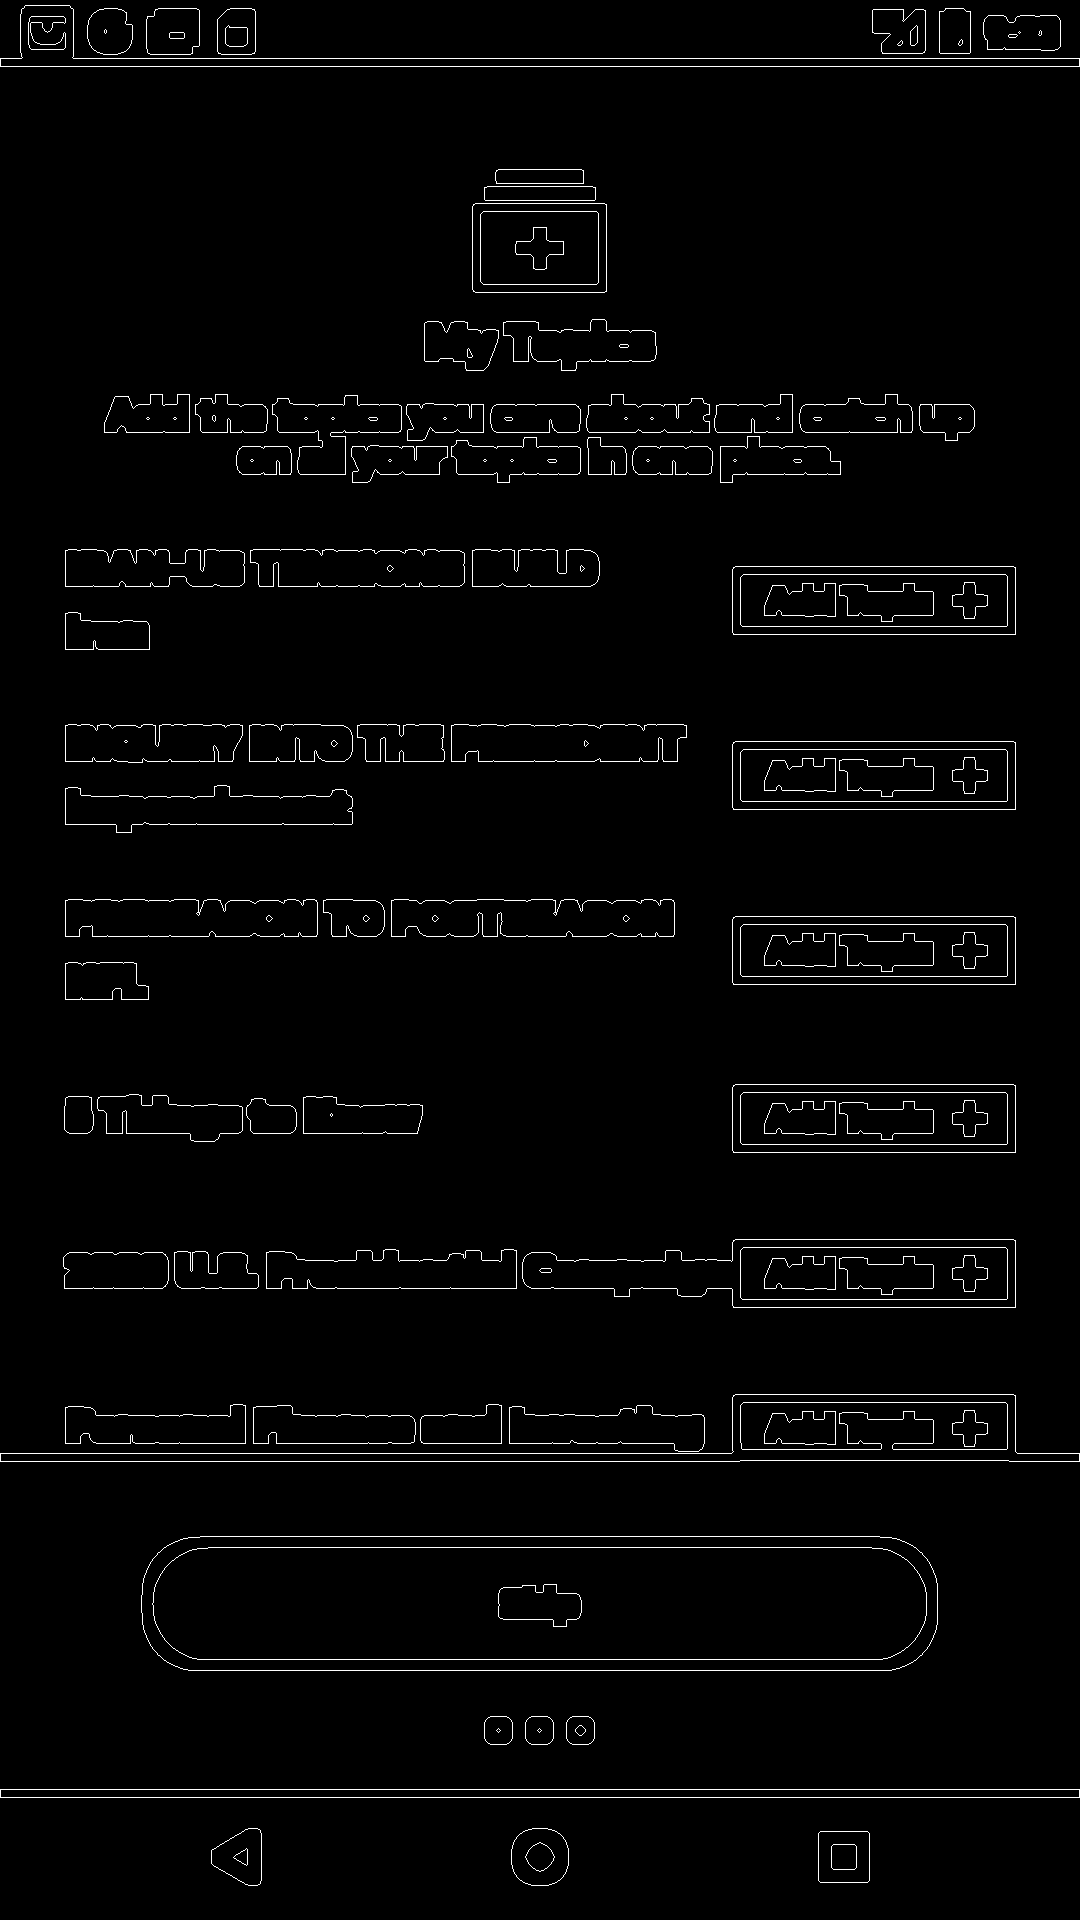 My Topics
Add the topics you care about and catch up
on all your topics in one place.
IRAN-US TENSIONS BUILD
Iran
Add Topic
INQUIRY INTO THE PRESIDENT
Add Topic
PRESEASON TO POSTSEASON
NFL
Add Topic
5 Things to Know
Add Topic
2020 U.S. Presidential Campaign
Add Topic
Personal Finance and Investing
Add Topic
Skip